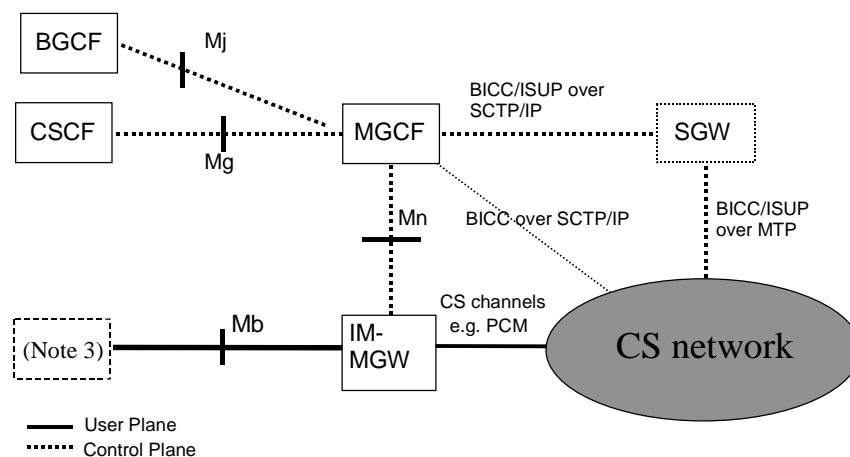 BGCF
Mj
BICC/ISUP over
SCTP/IP
CSCF
Mg
MGCF
SGW
Mn
BICC over SCTP/IP
BICC/ISUP
over MTP
(Note 3)
Mb
IM-
MGW
CS channels
e.g. PCM
CS network
User Plane
Control Plane